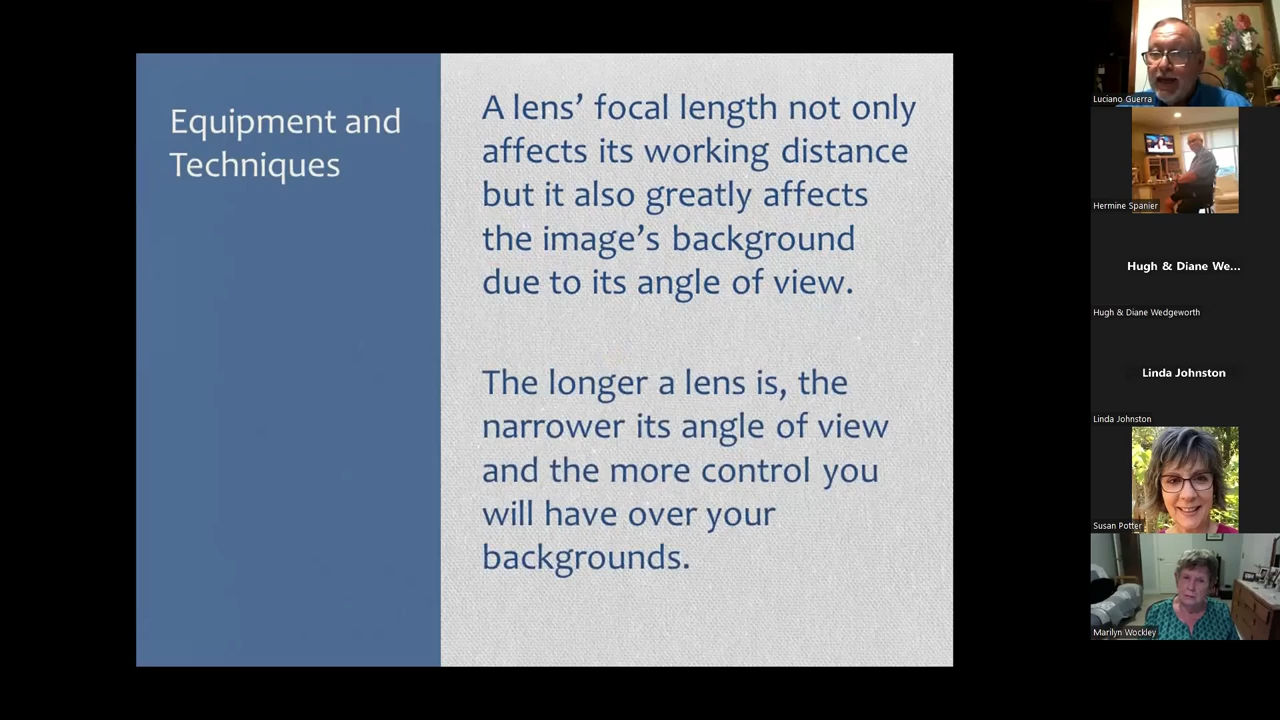 Equipment and
Techniques
A lens’ focal length not only
affects its working distance
but it also greatly affects
the image’s background
due to its angle of view.
The longer a lens is, the
narrower its angle of view
and the more control you
will have over your
backgrounds.
Luciano Guerra
Hermine Spanier
Hugh & Diane We...
Hugh & Diane Wedgeworth
Linda Johnston
Linda Johnston
Susan Potter
Marilyn Wockley